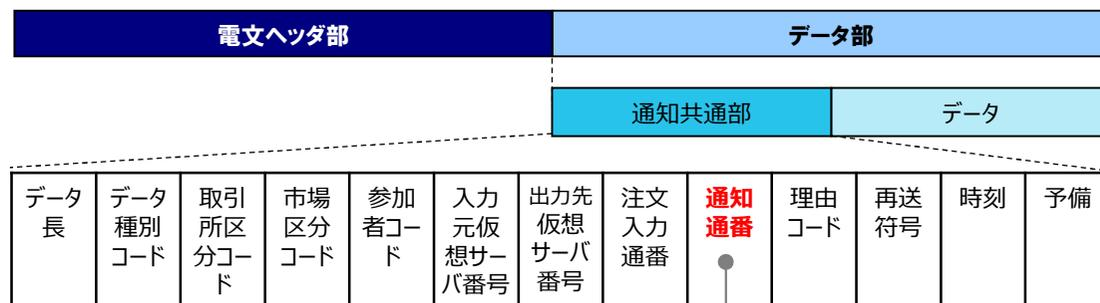 電文ヘッダ部
データ部
通知共通部
データ
データ
長
データ
種別
コード
取引
所区
分コー
ド
市場
区分
コード
参加
者コー
ド
入力
元仮
想サー
バ番号
出力先
仮想
サーバ
番号
注文
入力
通番
通知
通番
理由
コード
再送
符号
時刻
予備